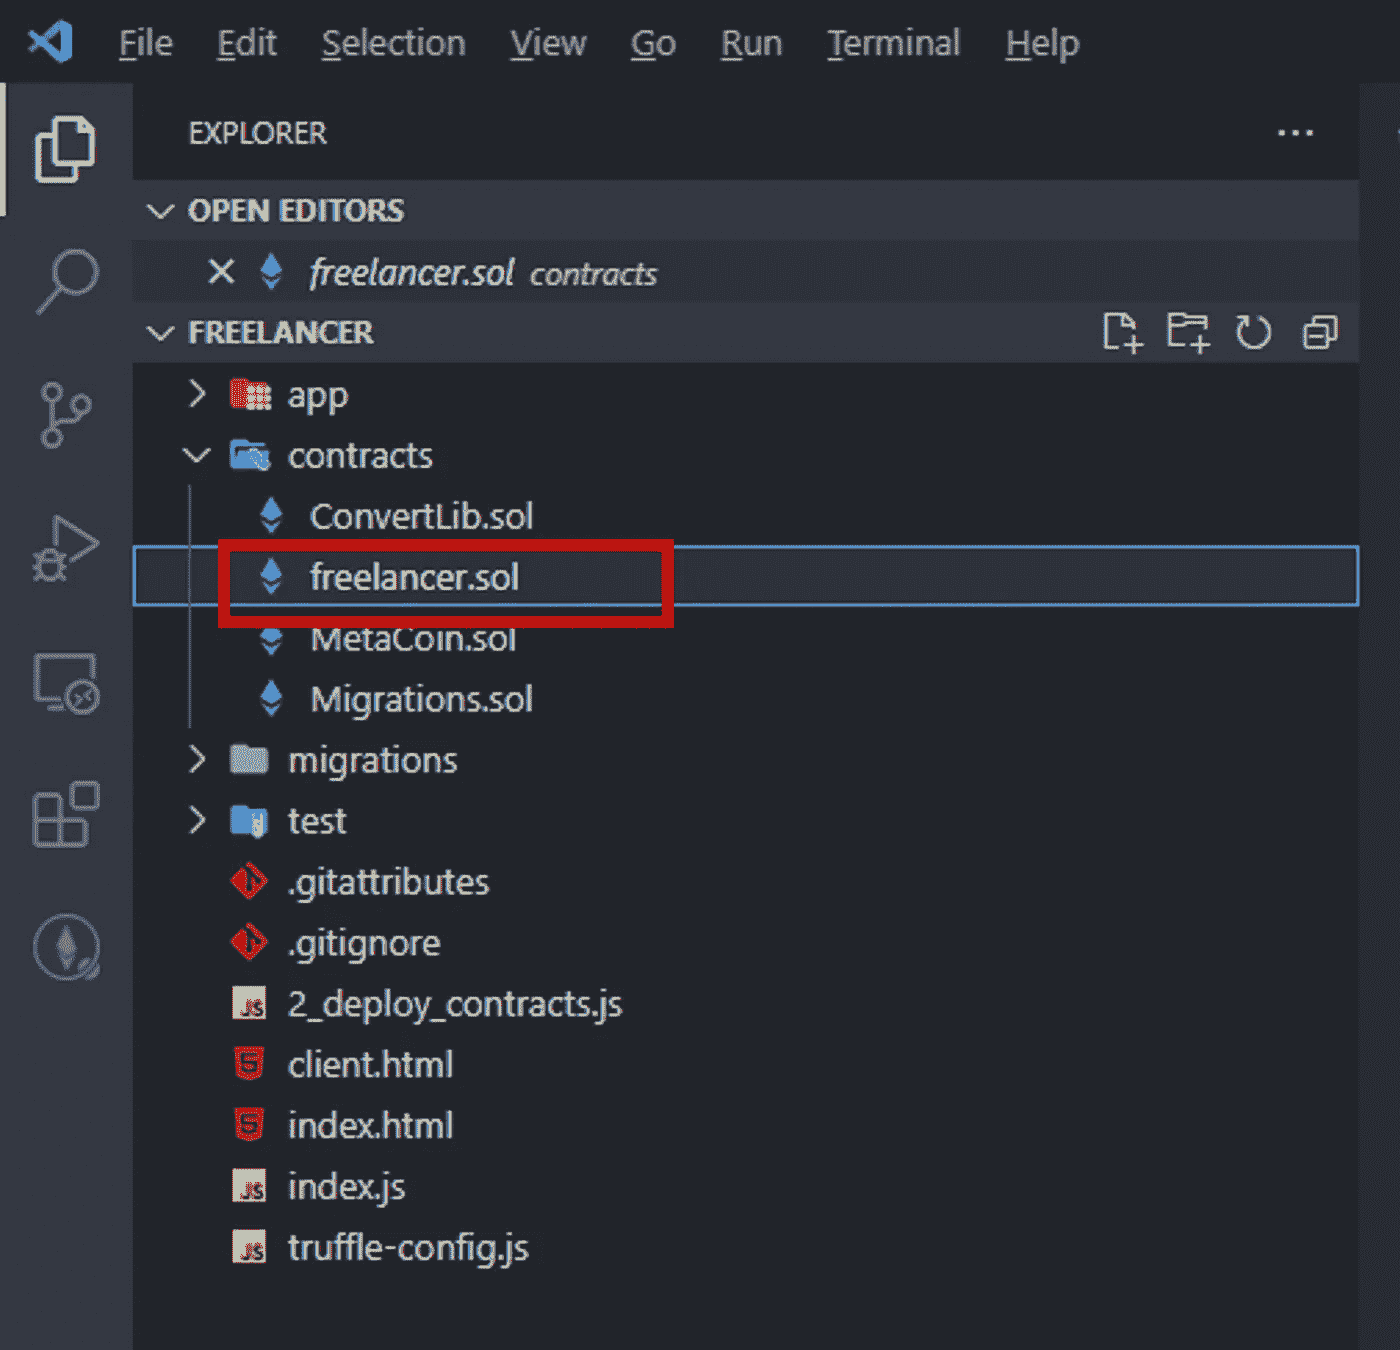 File Edit Selection View Go Run Terminal Help
EXPLORER
OPEN EDITORS
freelancer.sol contracts
FREELANCER
app
contracts
ConvertLib.sol
freelancer.sol
MetaCoin.sol
Migrations.sol
migrations
test
.gitattributes
.gitignore
2_deploy_contracts.js
client.html
index.html
index.js
truffle-config.js